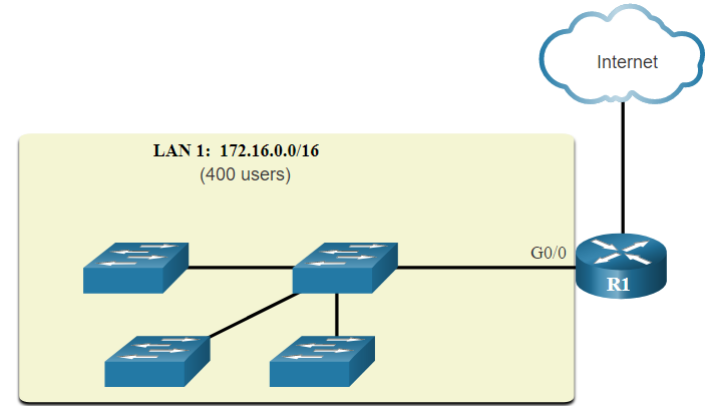 Internet
LAN 1: 172.16.0.0/16
(400 users)
G0/0
R1